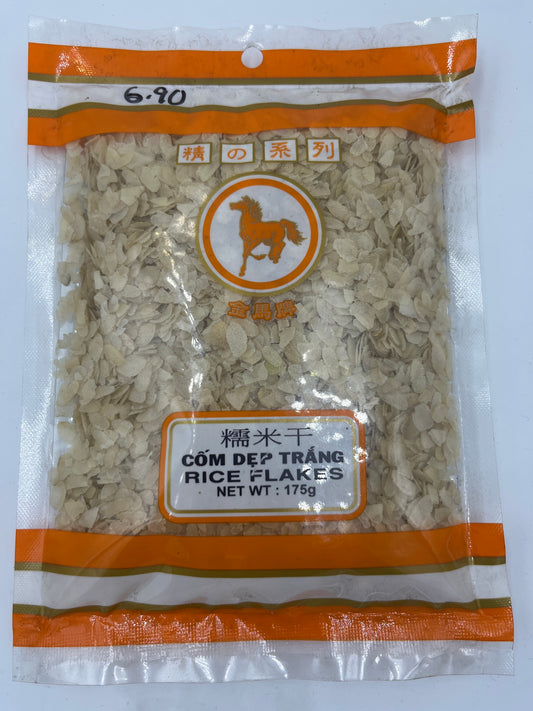 6.90
精の系列
金馬牌
糯米干
CỐM DẸP TRẮNG
RICE FLAKES
NET WT : 175g